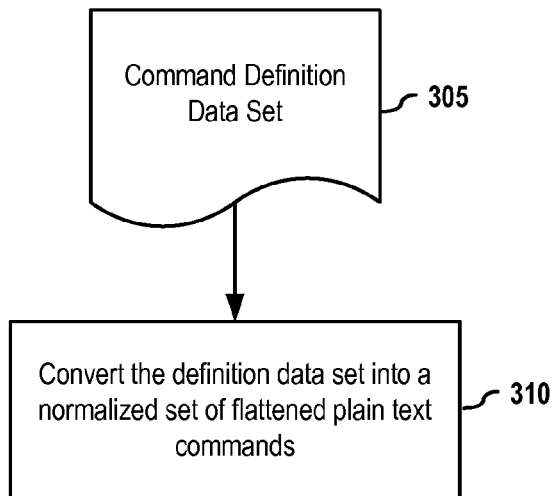 Command Definition
Data Set
305
Convert the definition data set into a
normalized set of flattened plain text
commands
310